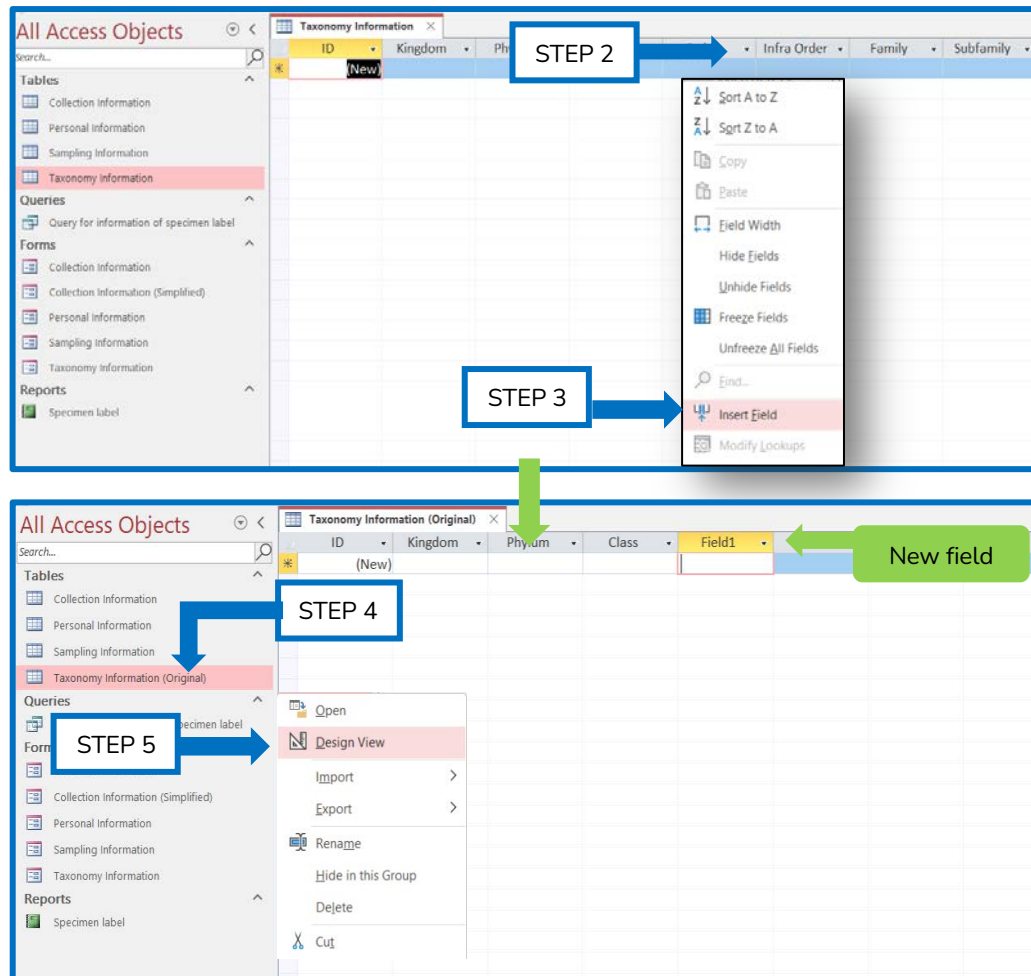 All Access Objects
Search...
Tables
Collection Information
Personal Information
Sampling Information
Taxonomy Information
Queries
Query for information of specimen label
Forms
Collection Information
Collection Information (Simplified)
Personal Information
Sampling Information
Taxonomy Information
Reports
Specimen label
Taxonomy Information
ID Kingdom Infra Order Family Subfamily
(New)
STEP 2
Sort A to Z
Sort Z to A
Copy
Paste
Field Width
Hide Fields
Unhide Fields
Freeze Fields
Unfreeze All Fields
Find...
Insert Field
Modify Lookups
STEP 3
All Access Objects
Search...
Tables
Collection Information
Personal Information
Sampling Information
Taxonomy Information (Original)
Queries
specimen label
Collection Information (Simplified)
Personal Information
Sampling Information
Taxonomy Information
Reports
Specimen label
Taxonomy Information (Original)
ID Kingdom Phylum Class Field1
(New)
New field
STEP 4
STEP 5
Open
Design View
Import
Export
Rename
Hide in this Group
Delete
Cut